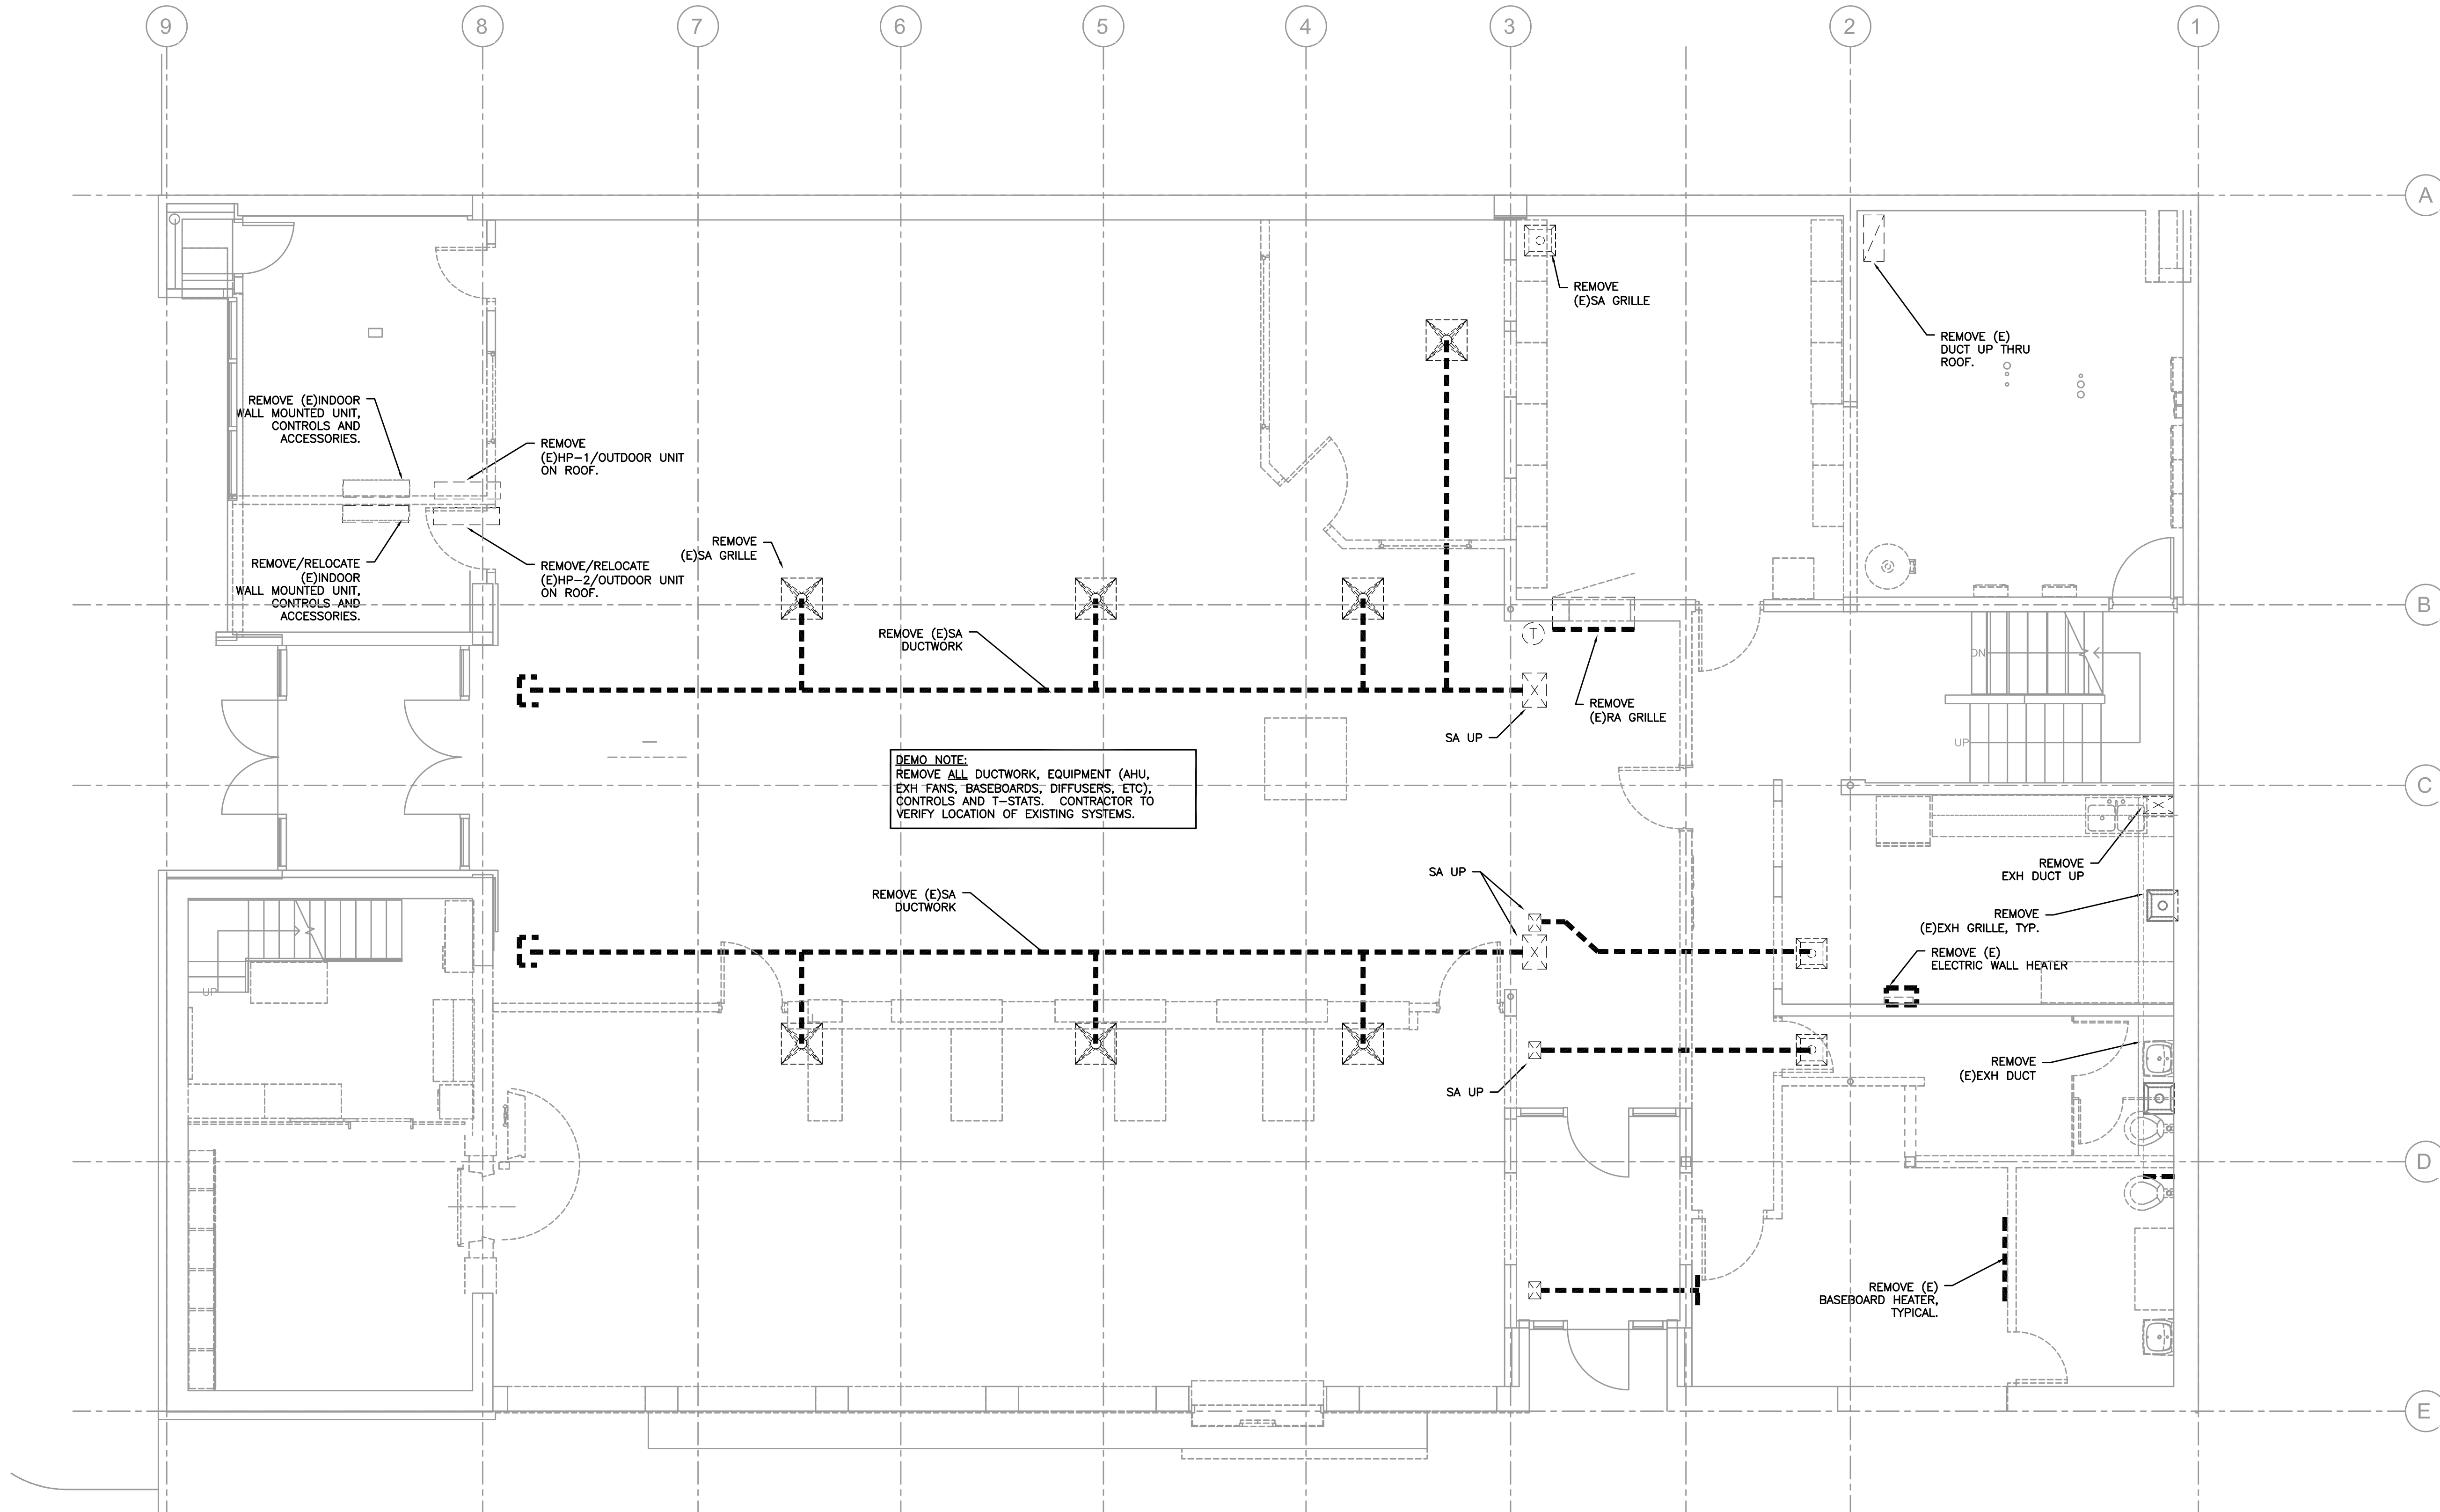 9
8
7
6
5
4
3
2
1
A
REMOVE
(E)SA GRILLE
REMOVE (E)
DUCT UP THRU
ROOF.
REMOVE (E)INDOOR
WALL MOUNTED UNIT,
CONTROLS AND
ACCESSORIES.
REMOVE
(E)HP-1/OUTDOOR UNIT
ON ROOF.
REMOVE/RELOCATE
(E)INDOOR
WALL MOUNTED UNIT,
CONTROLS AND
ACCESSORIES.
REMOVE/RELOCATE
(E)HP-2/OUTDOOR UNIT
ON ROOF.
REMOVE
(E)SA GRILLE
B
REMOVE (E)SA
DUCTWORK
T
DN
REMOVE
(E)RA GRILLE
SA UP
UP
DEMO NOTE:
REMOVE ALL DUCTWORK, EQUIPMENT (AHU,
EXH FANS, BASEBOARDS, DIFFUSERS, ETC),
CONTROLS AND T-STATS. CONTRACTOR TO
VERIFY LOCATION OF EXISTING SYSTEMS.
C
REMOVE
EXH DUCT UP
SA UP
REMOVE (E)SA
DUCTWORK
REMOVE
(E)EXH GRILLE, TYP.
REMOVE (E)
ELECTRIC WALL HEATER
UP
REMOVE
(E)EXH DUCT
SA UP
D
REMOVE (E)
BASEBOARD HEATER,
TYPICAL.
E